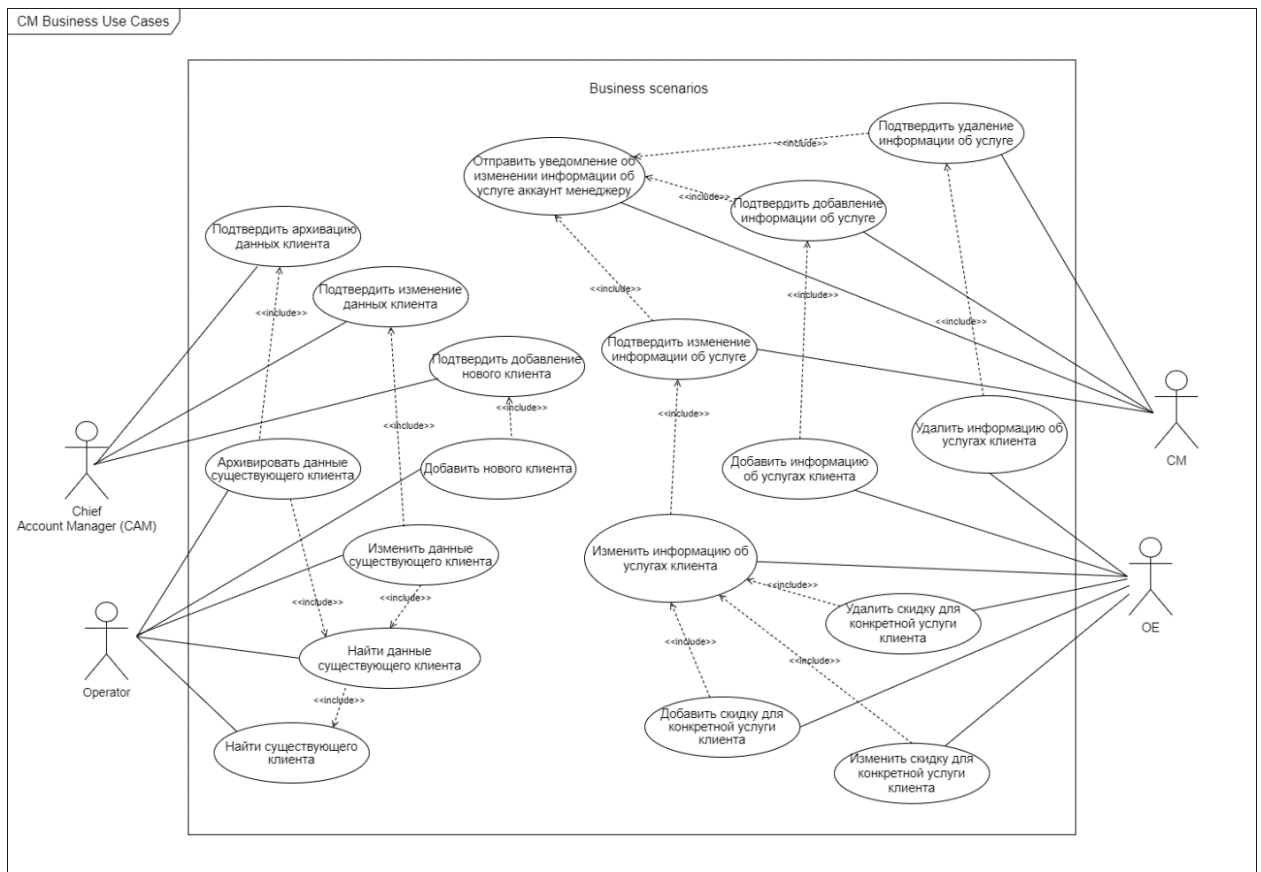 CM Business Use Cases
Business scenarios
Подтвердить удаление
информации об услуге
<<include>>
Отправить уведомление об
изменении информации об
услуге аккаунт менеджеру
<<include>>
Подтвердить добавление
информации об услуге
Подтвердить архивацию
данных клиента
Подтвердить изменение
данных клиента
<<include>>
<<include>>
<<include>>
<<include>>
Подтвердить изменение
информации об услуге
Подтвердить добавление
нового клиента
<<include>>
<<include>>
<<include>>
Удалить информацию об
услугах клиента
CM
Архивировать данные
существующего клиента
Добавить нового клиента
Добавить информацию
об услугах клиента
Chief
Account Manager (CAM)
Изменить данные
существующего клиента
Изменить информацию об
услугах клиента
<<include>>
<<include>>
<<include>>
Удалить скидку для
конкретной услуги
клиента
OE
<<include>>
<<include>>
Найти данные
существующего клиента
Operator
<<include>>
Добавить скидку для
конкретной услуги
клиента
Найти существующего
клиента
Изменить скидку для
конкретной услуги
клиента